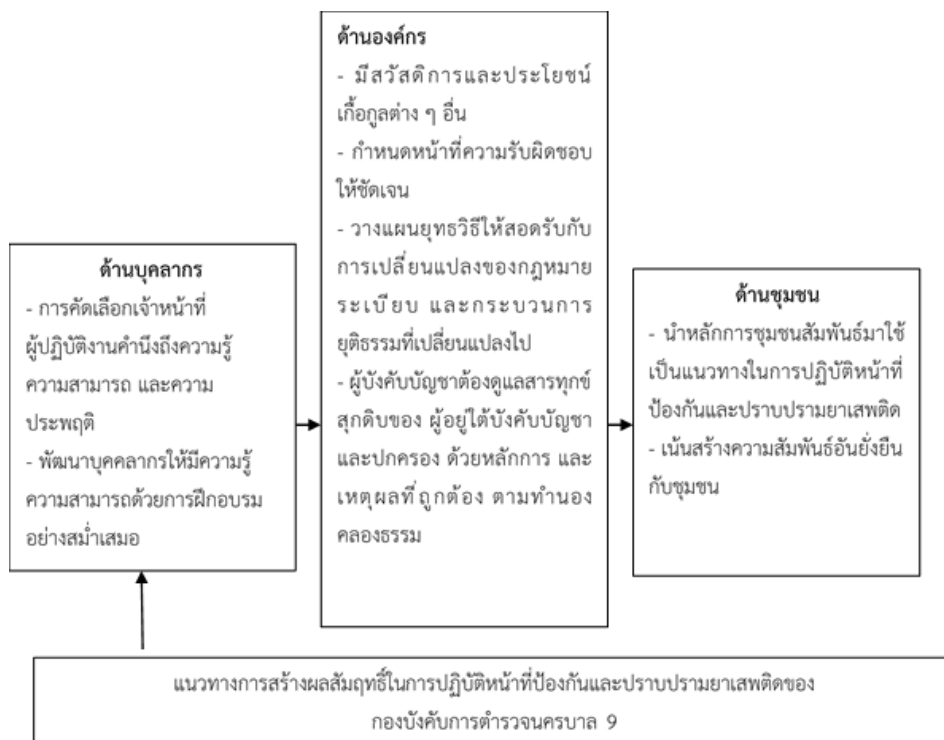 ด้านองค์กร
- มีสวัสดิการและประโยชน์
เกื้อกูลต่าง ๆ อื่น
- กำหนดหน้าที่ความรับผิดชอบ
ให้ชัดเจน
- วางแผนยุทธวิธีให้สอดรับกับ
การเปลี่ยนแปลงของกฎหมาย
ระเบียบ และกระบวนการ
ยุติธรรมที่เปลี่ยนแปลงไป
- ผู้บังคับบัญชาต้องดูแลสารทุกข์
สุกดิบของ ผู้อยู่ใต้บังคับบัญชา
และปกครอง ด้วยหลักการ และ
เหตุผลที่ถูกต้อง ตามทำนอง
คลองธรรม
ด้านบุคลากร
- การคัดเลือกเจ้าหน้าที่
ผู้ปฏิบัติงานคำนึงถึงความรู้
ความสามารถ และความ
ประพฤติ
- พัฒนาบุคคลากรให้มีความรู้
ความสามารถด้วยการฝึกอบรม
อย่างสม่ำเสมอ
ด้านชุมชน
- นำหลักการชุมชนสัมพันธ์มาใช้
เป็นแนวทางในการปฏิบัติหน้าที่
ป้องกันและปราบปรามยาเสพติด
- เน้นสร้างความสัมพันธ์อันยั่งยืน
กับชุมชน
แนวทางการสร้างผลสัมฤทธิ์ในการปฏิบัติหน้าที่ป้องกันและปราบปรามยาเสพติดของ
กองบังคับการตำรวจนครบาล 9